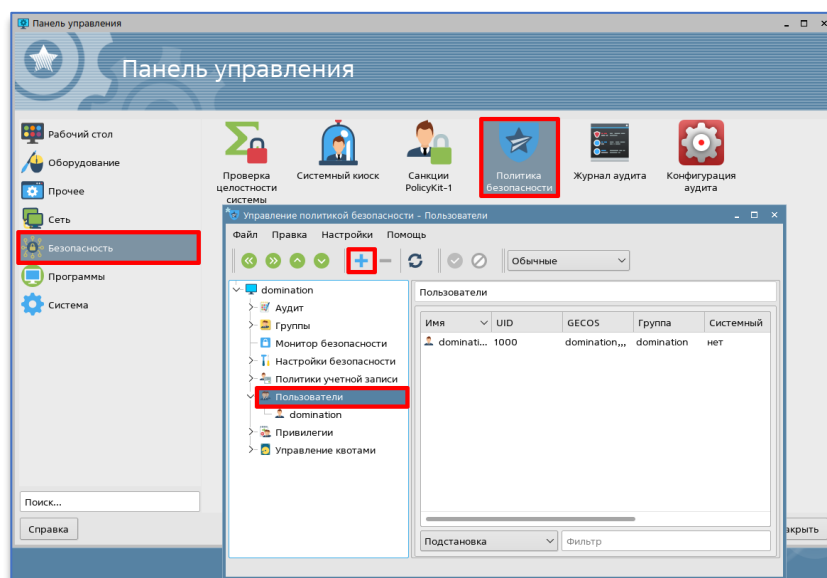 Панель управления
Панель управления
Рабочий стол
Оборудование
Прочее
Сеть
Безопасность
Программы
Система
Поиск...
Справка
Проверка
целостности
системы
Системный киоск
Санкции
PolicyKit-1
Политика
безопасности
Журнал аудита
Конфигурация
аудита
Управление политикой безопасности - Пользователи
Файл Правка Настройки Помощь
Обычные
domination
Аудит
Группы
Монитор безопасности
Настройки безопасности
Политики учетной записи
Пользователи
domination
Привилегии
Управление квотами
Пользователи
Имя UID GECOS Группа Системный
dominati... 1000 domination,,, domination нет
Подстановка Фильтр
акрыть